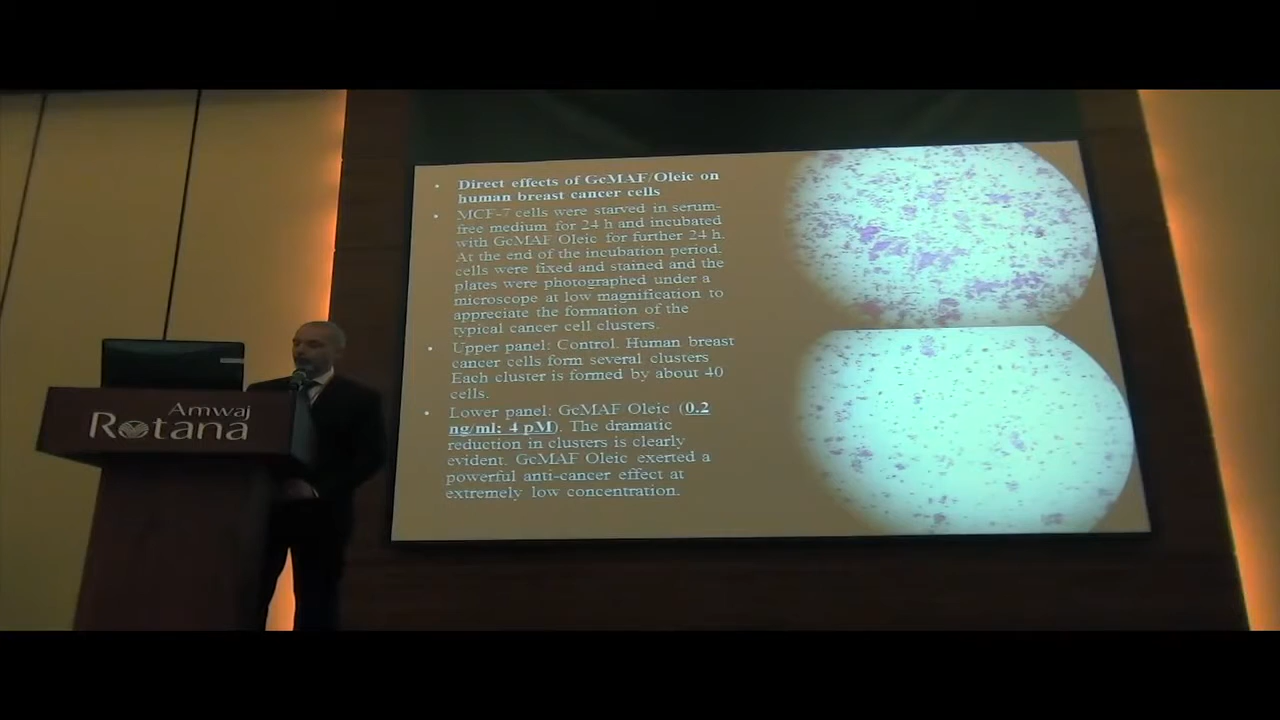 Amwaj
Rotana
• Direct effects of GcMAF/Oleic on
human breast cancer cells
• MCF-7 cells were starved in serum-
free medium for 24 h and incubated
with GcMAF Oleic for further 24 h.
At the end of the incubation period,
cells were fixed and stained and the
plates were photographed under a
microscope at low magnification to
appreciate the formation of the
typical cancer cell clusters.
• Upper panel: Control. Human breast
cancer cells form several clusters
Each cluster is formed by about 40
cells.
• Lower panel: GcMAF Oleic (0.2
ng/ml; 4 pM). The dramatic
reduction in clusters is clearly
evident. GcMAF Oleic exerted a
powerful anti-cancer effect at
extremely low concentration.